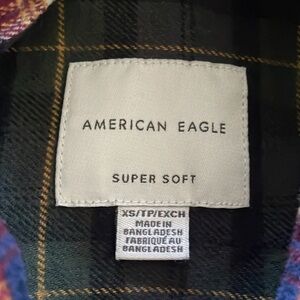 AMERICAN EAGLE
SUPER SOFT
XS/TP/EXCH
MADE IN
BANGLADESH
FABRIQUÉ AU
BANGLADESH